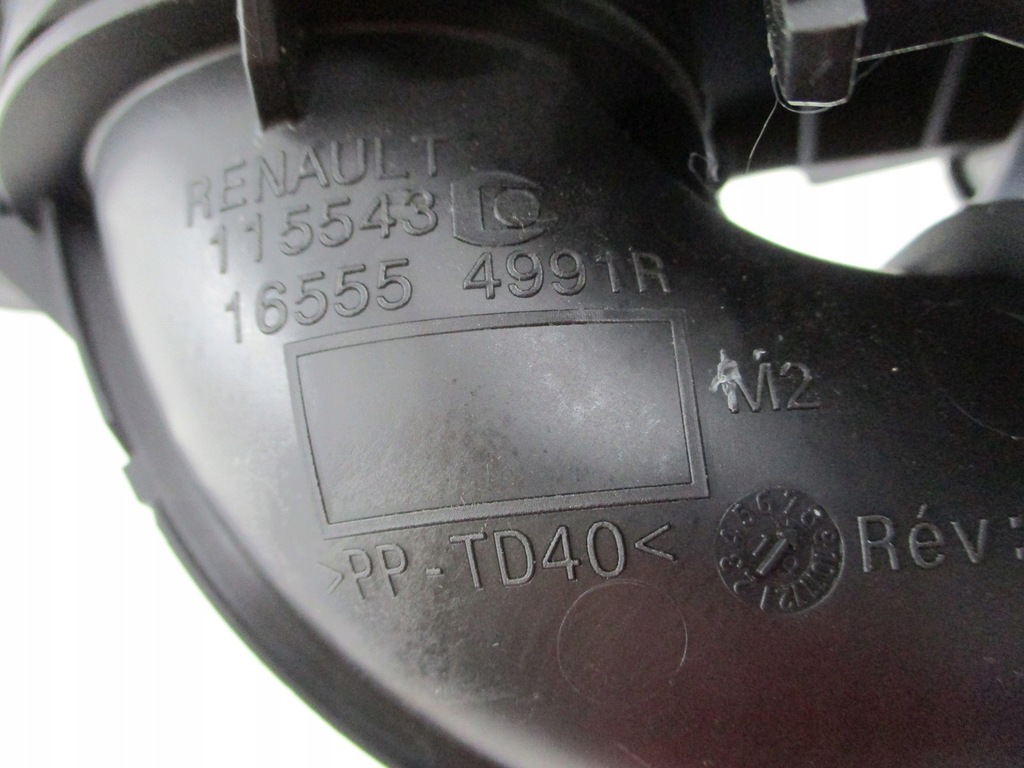 RENAULT
115543
16555 4991R
M2
>PP-TD40<
Rév: